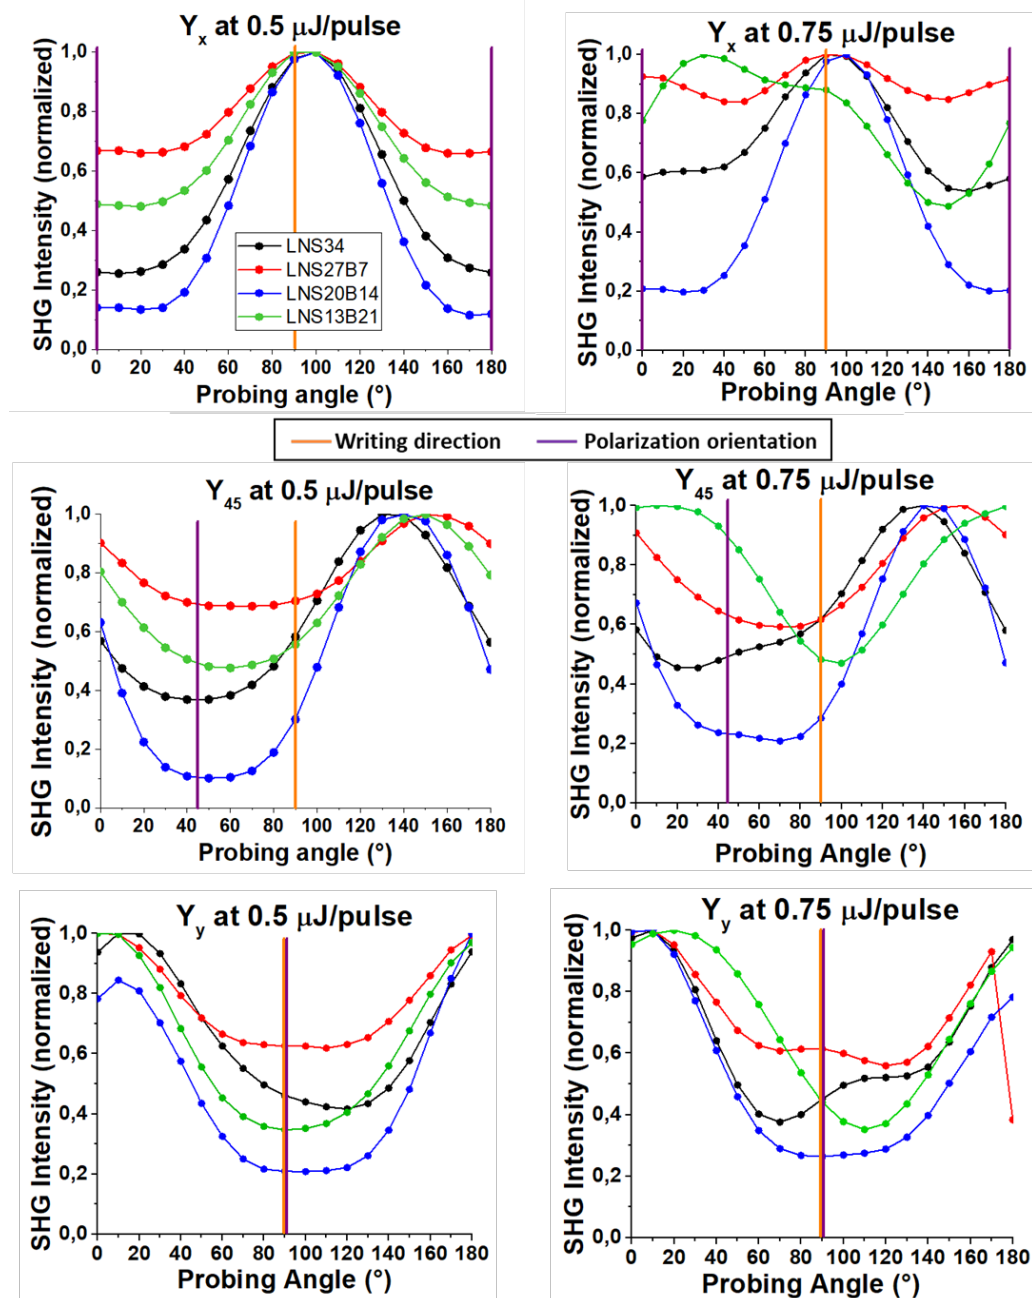 Yx at 0.5 μJ/pulse
SHG Intensity (normalized)
1,0
0,8
0,6
0,4
0,2
0,0
LNS34
LNS27B7
LNS20B14
LNS13B21
0 20 40 60 80 100 120 140 160 180
Probing angle (°)
Yx at 0.75 μJ/pulse
SHG Intensity (normalized)
1,0
0,8
0,6
0,4
0,2
0,0
0 20 40 60 80 100 120 140 160 180
Probing Angle (°)
Writing direction Polarization orientation
Y45 at 0.5 μJ/pulse
SHG Intensity (normalized)
1,0
0,8
0,6
0,4
0,2
0,0
0 20 40 60 80 100 120 140 160 180
Probing angle (°)
Y45 at 0.75 μJ/pulse
SHG Intensity (normalized)
1,0
0,8
0,6
0,4
0,2
0,0
0 20 40 60 80 100 120 140 160 180
Probing Angle (°)
Yy at 0.5 μJ/pulse
SHG Intensity (normalized)
1,0
0,8
0,6
0,4
0,2
0,0
0 20 40 60 80 100 120 140 160 180
Probing Angle (°)
Yy at 0.75 μJ/pulse
SHG Intensity (normalized)
1,0
0,8
0,6
0,4
0,2
0,0
0 20 40 60 80 100 120 140 160 180
Probing Angle (°)